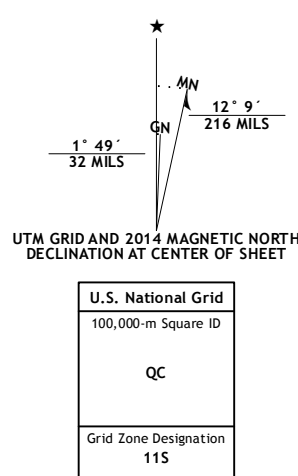 ★
MN
GN
12° 9´
216 MILS
1° 49´
32 MILS
UTM GRID AND 2014 MAGNETIC NORTH
DECLINATION AT CENTER OF SHEET
U.S. National Grid
100,000-m Square ID
QC
Grid Zone Designation
11S